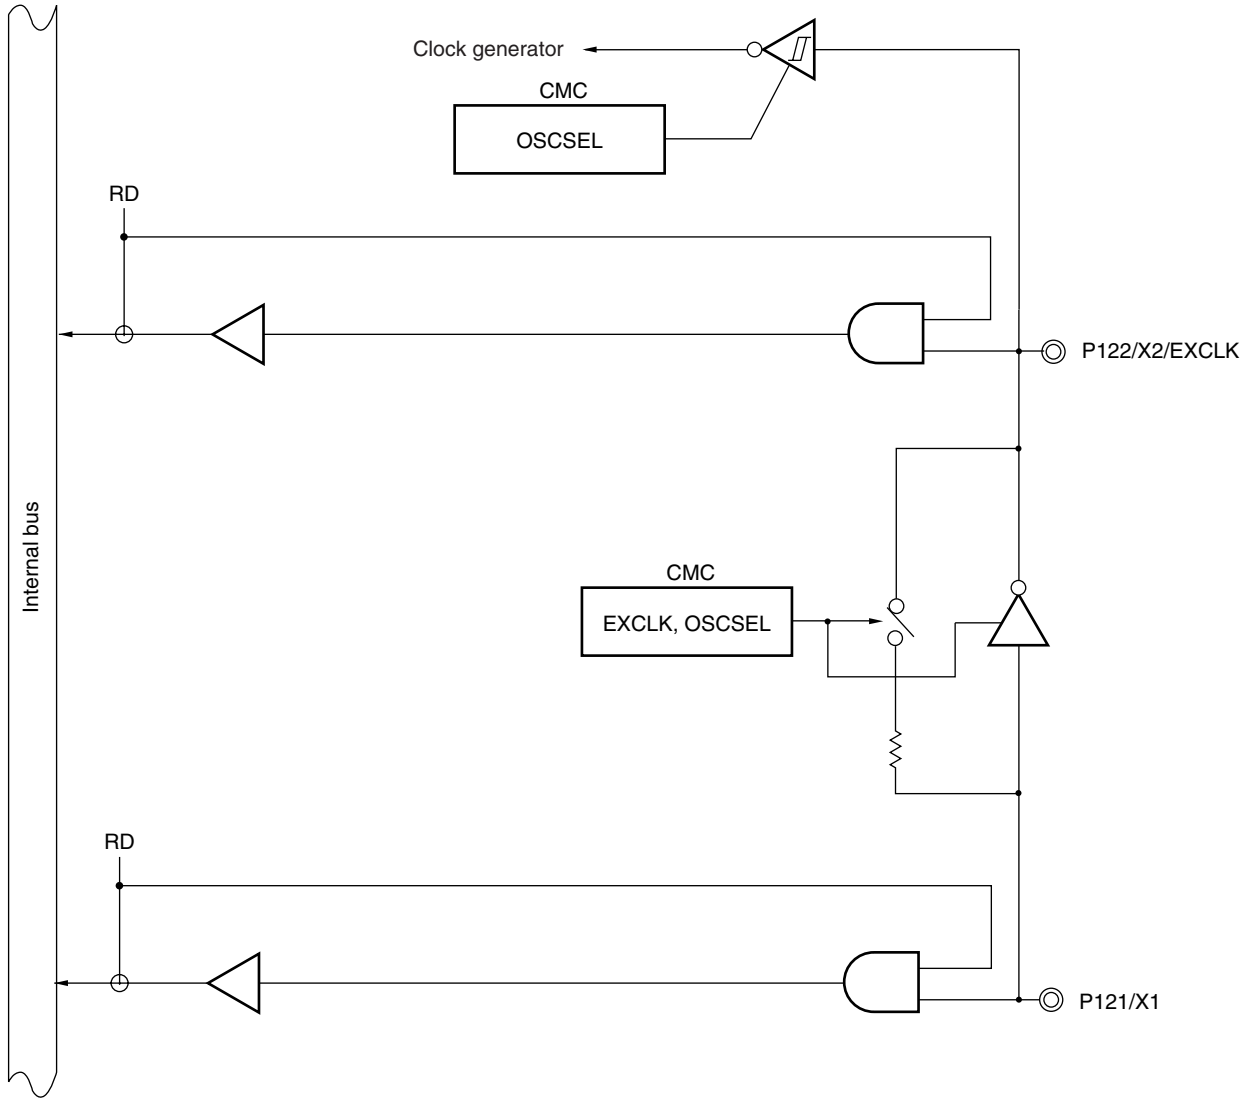 Clock generator
CMC
OSCSEL
RD
P122/X2/EXCLK
Internal bus
CMC
EXCLK, OSCSEL
RD
P121/X1